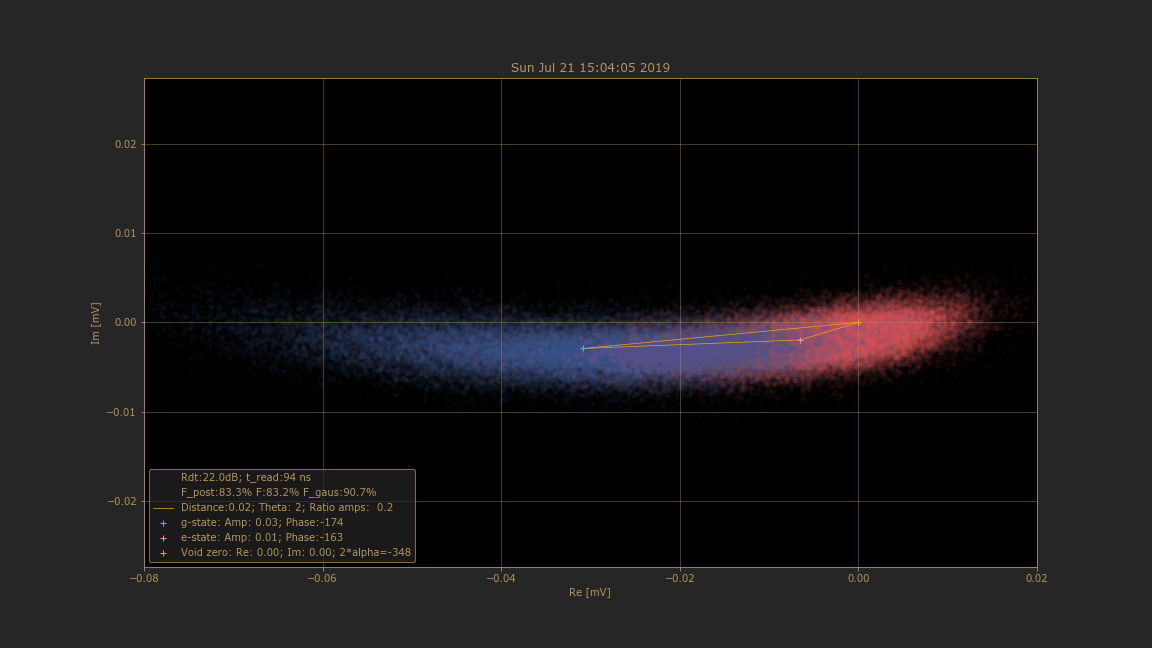 Sun Jul 21 15:04:05 2019
Im [mV]
0.02
0.01
0.00
−0.01
−0.02
Rdt:22.0dB; t_read:94 ns
F_post:83.3% F:83.2% F_gaus:90.7%
Distance:0.02; Theta: 2; Ratio amps:  0.2
g-state: Amp: 0.03; Phase:-174
e-state: Amp: 0.01; Phase:-163
Void zero: Re: 0.00; Im: 0.00; 2*alpha=-348
−0.08 −0.06 −0.04 −0.02 0.00 0.02
Re [mV]